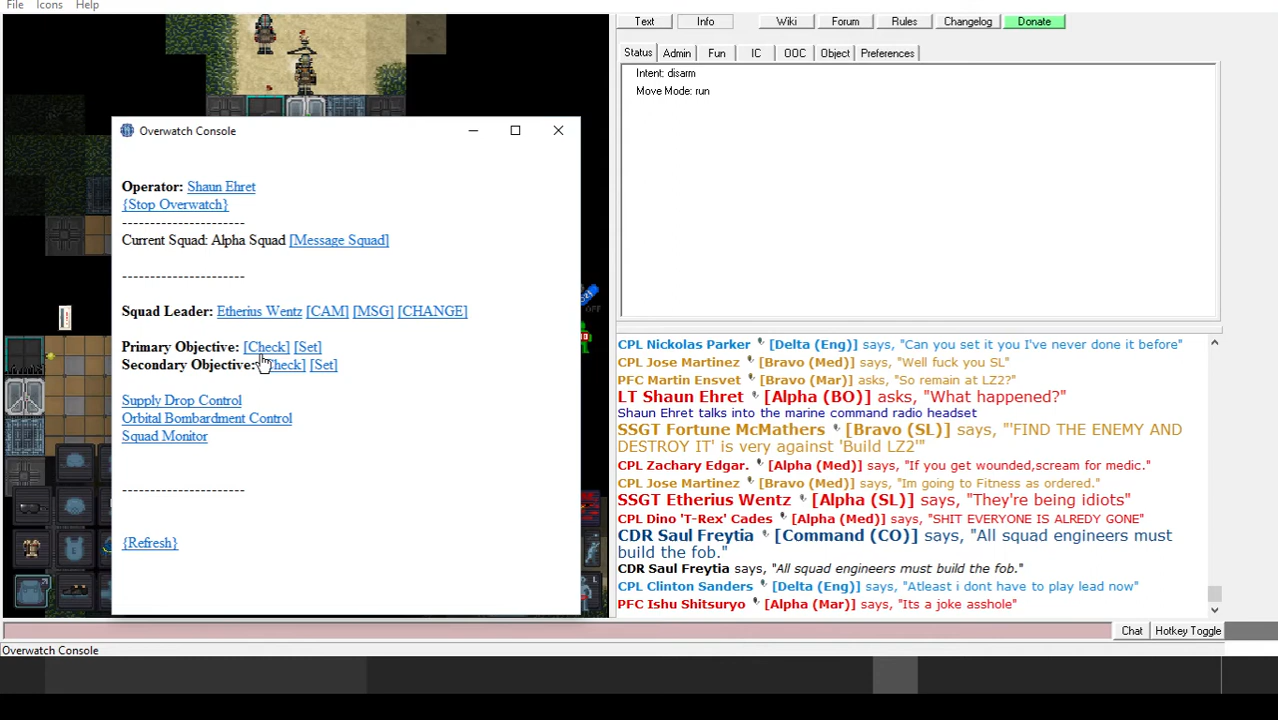 File Icons Help
Text Info Wiki Forum Rules Changelog Donate
Status Admin Fun IC OOC Object Preferences
Intent: disarm
Move Mode: run
Overwatch Console
Operator: Shaun Ehret
{Stop Overwatch}
----------------------
Current Squad: Alpha Squad [Message Squad]
----------------------
Squad Leader: Etherius Wentz [CAM] [MSG] [CHANGE]
Primary Objective: [Check] [Set]
Secondary Objective: [Check] [Set]
Supply Drop Control
Orbital Bombardment Control
Squad Monitor
----------------------
{Refresh}
OFF
CPL Nickolas Parker [Delta (Eng)] says, "Can you set it you I've never done it before"
CPL Jose Martinez [Bravo (Med)] says, "Well fuck you SL"
PFC Martin Ensvet [Bravo (Mar)] asks, "So remain at LZ2?"
LT Shaun Ehret [Alpha (BO)] asks, "What happened?"
Shaun Ehret talks into the marine command radio headset
SSGT Fortune McMathers [Bravo (SL)] says, "'FIND THE ENEMY AND
DESTROY IT' is very against 'Build LZ2'"
CPL Zachary Edgar. [Alpha (Med)] says, "If you get wounded,scream for medic."
CPL Jose Martinez [Bravo (Med)] says, "Im going to Fitness as ordered."
SSGT Etherius Wentz [Alpha (SL)] says, "They're being idiots"
CPL Dino 'T-Rex' Cades [Alpha (Med)] says, "SHIT EVERYONE IS ALREDY GONE"
CDR Saul Freytia [Command (CO)] says, "All squad engineers must
build the fob."
CDR Saul Freytia says, "All squad engineers must build the fob."
CPL Clinton Sanders [Delta (Eng)] says, "Atleast i dont have to play lead now"
PFC Ishu Shitsuryo [Alpha (Mar)] says, "Its a joke asshole"
Chat Hotkey Toggle
Overwatch Console